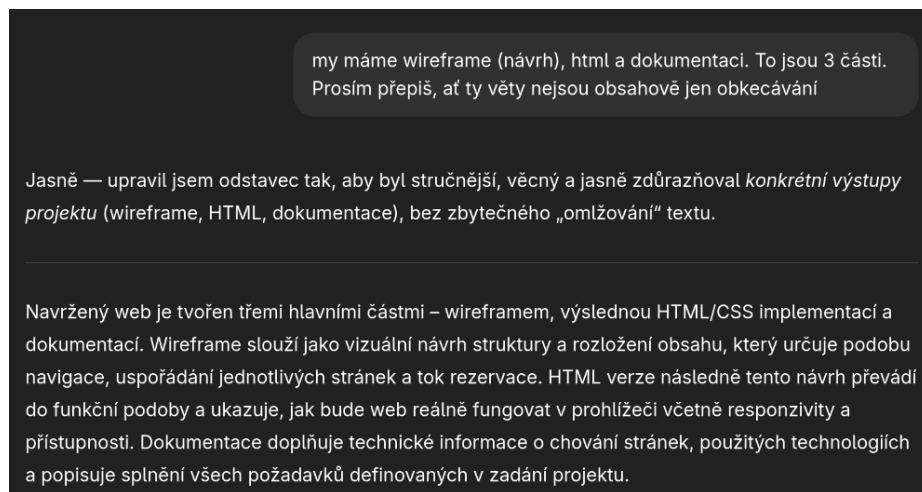 my máme wireframe (návrh), html a dokumentaci. To jsou 3 části.
Prosím přepiš, ať ty věty nejsou obsahově jen obkecávání
Jasně — upravil jsem odstavec tak, aby byl stručnější, věcný a jasně zdůrazňoval konkrétní výstupy
projektu (wireframe, HTML, dokumentace), bez zbytečného „omlžování“ textu.
Navržený web je tvořen třemi hlavními částmi – wireframem, výslednou HTML/CSS implementací a
dokumentací. Wireframe slouží jako vizuální návrh struktury a rozložení obsahu, který určuje podobu
navigace, uspořádání jednotlivých stránek a tok rezervace. HTML verze následně tento návrh převádí
do funkční podoby a ukazuje, jak bude web reálně fungovat v prohlížeči včetně responzivity a
přístupnosti. Dokumentace doplňuje technické informace o chování stránek, použitých technologiích
a popisuje splnění všech požadavků definovaných v zadání projektu.